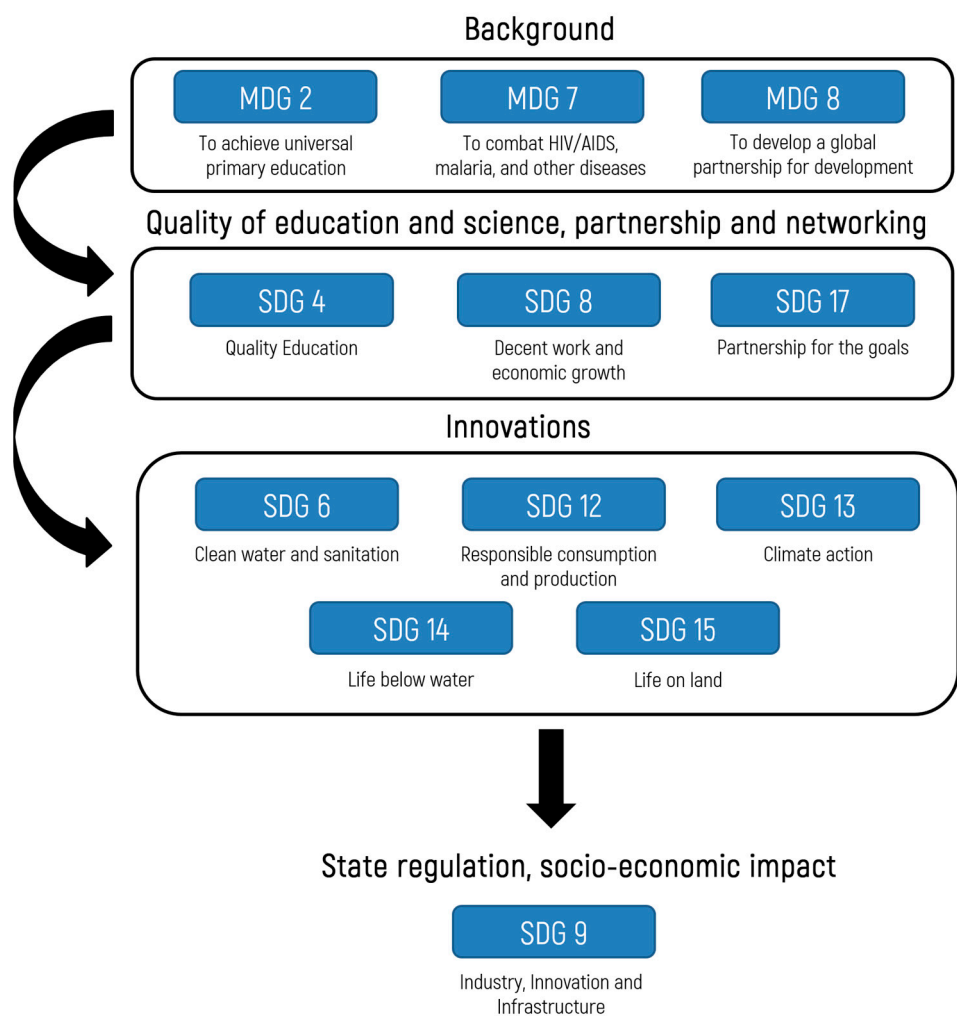 Background
MDG 2
MDG 7
MDG 8
To achieve universal
primary education
To combat HIV/AIDS,
malaria, and other diseases
To develop a global
partnership for development
Quality of education and science, partnership and networking
SDG 4
SDG 8
SDG 17
Quality Education
Decent work and
economic growth
Partnership for the goals
Innovations
SDG 6
SDG 12
SDG 13
Clean water and sanitation
Responsible consumption
and production
Climate action
SDG 14
SDG 15
Life below water
Life on land
State regulation, socio-economic impact
SDG 9
Industry, Innovation and
Infrastructure